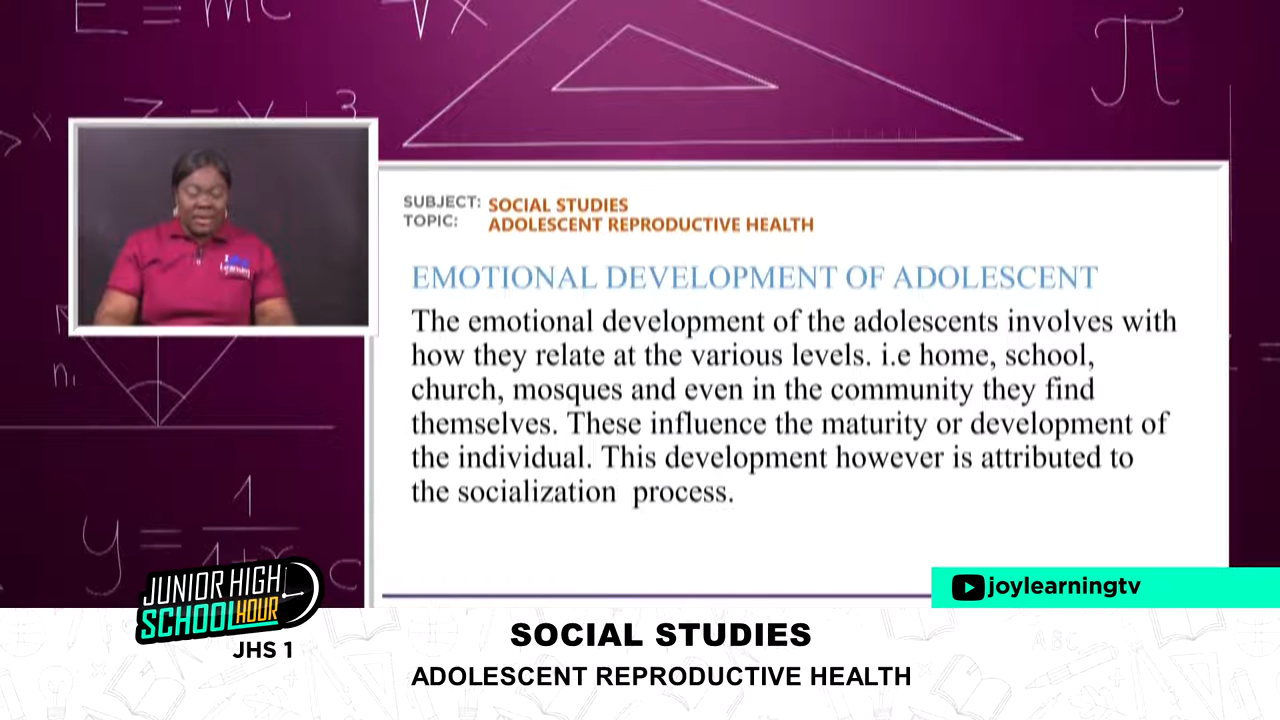 E = mc
√x
π
SUBJECT: SOCIAL STUDIES
TOPIC: ADOLESCENT REPRODUCTIVE HEALTH
EMOTIONAL DEVELOPMENT OF ADOLESCENT
The emotional development of the adolescents involves with
how they relate at the various levels. i.e home, school,
church, mosques and even in the community they find
themselves. These influence the maturity or development of
the individual. This development however is attributed to
the socialization process.
y = 1
JUNIOR HIGH
SCHOOL HOUR
JHS 1
joylearningtv
SOCIAL STUDIES
ADOLESCENT REPRODUCTIVE HEALTH
ABC